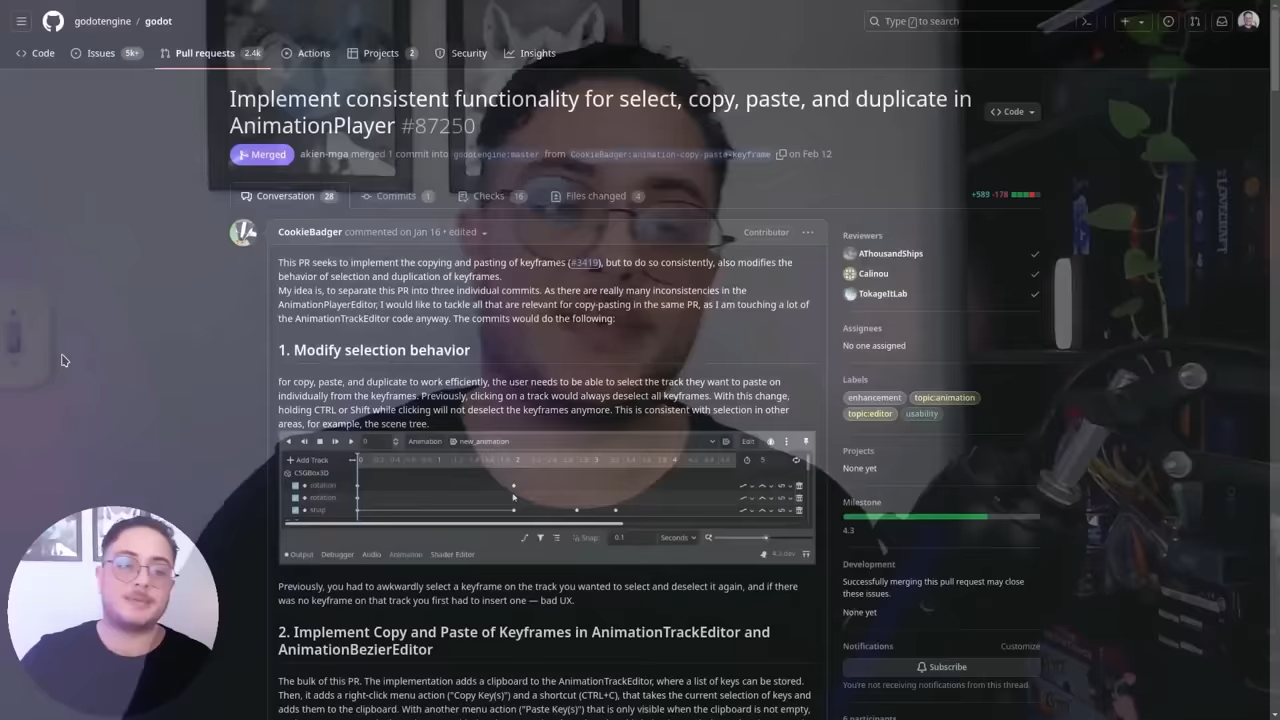 godotengine / godot
Type / to search
Code
Issues 5k+
Pull requests 2.4k
Actions
Projects 2
Security
Insights
Implement consistent functionality for select, copy, paste, and duplicate in
AnimationPlayer #87250
Code
Merged akien-mga merged 1 commit into godotengine:master from CookieBadger:animation-copy-paste-keyframe on Feb 12
Conversation 28
Commits 1
Checks 16
Files changed 4
+589 -178
CookieBadger commented on Jan 16 • edited
Contributor
This PR seeks to implement the copying and pasting of keyframes (#3419), but to do so consistently, also modifies the
behavior of selection and duplication of keyframes.
My idea is, to separate this PR into three individual commits. As there are really many inconsistencies in the
AnimationPlayerEditor, I would like to tackle all that are relevant for copy-pasting in the same PR, as I am touching a lot of
the AnimationTrackEditor code anyway. The commits would do the following:
1. Modify selection behavior
for copy, paste, and duplicate to work efficiently, the user needs to be able to select the track they want to paste on
individually from the keyframes. Previously, clicking on a track would always deselect all keyframes. With this change,
holding CTRL or Shift while clicking will not deselect the keyframes anymore. This is consistent with selection in other
areas, for example, the scene tree.
0
Animation
new_animation
Edit
Add Track
5
CSGBox3D
rotation
rotation
snap
Snap: 0.1 Seconds
Output Debugger Audio Animation Shader Editor
Previously, you had to awkwardly select a keyframe on the track you wanted to select and deselect it again, and if there
was no keyframe on that track you first had to insert one — bad UX.
2. Implement Copy and Paste of Keyframes in AnimationTrackEditor and
AnimationBezierEditor
The bulk of this PR. The implementation adds a clipboard to the AnimationTrackEditor, where a list of keys can be stored.
Then, it adds a right-click menu action ("Copy Key(s)") and a shortcut (CTRL+C), that takes the current selection of keys and
adds them to the clipboard. With another menu action ("Paste Key(s)") that is only visible when the clipboard is not empty,
Reviewers
AThousandShips
Calinou
TokageItLab
Assignees
No one assigned
Labels
enhancement
topic:animation
topic:editor
usability
Projects
None yet
Milestone
4.3
Development
Successfully merging this pull request may close
these issues.
None yet
Notifications
Customize
Subscribe
You're not receiving notifications from this thread.
6 participants